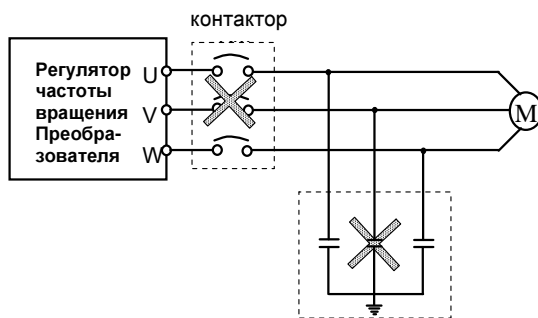 контактор
Регулятор
частоты
вращения
Преобра-
зователя
U
V
W
M